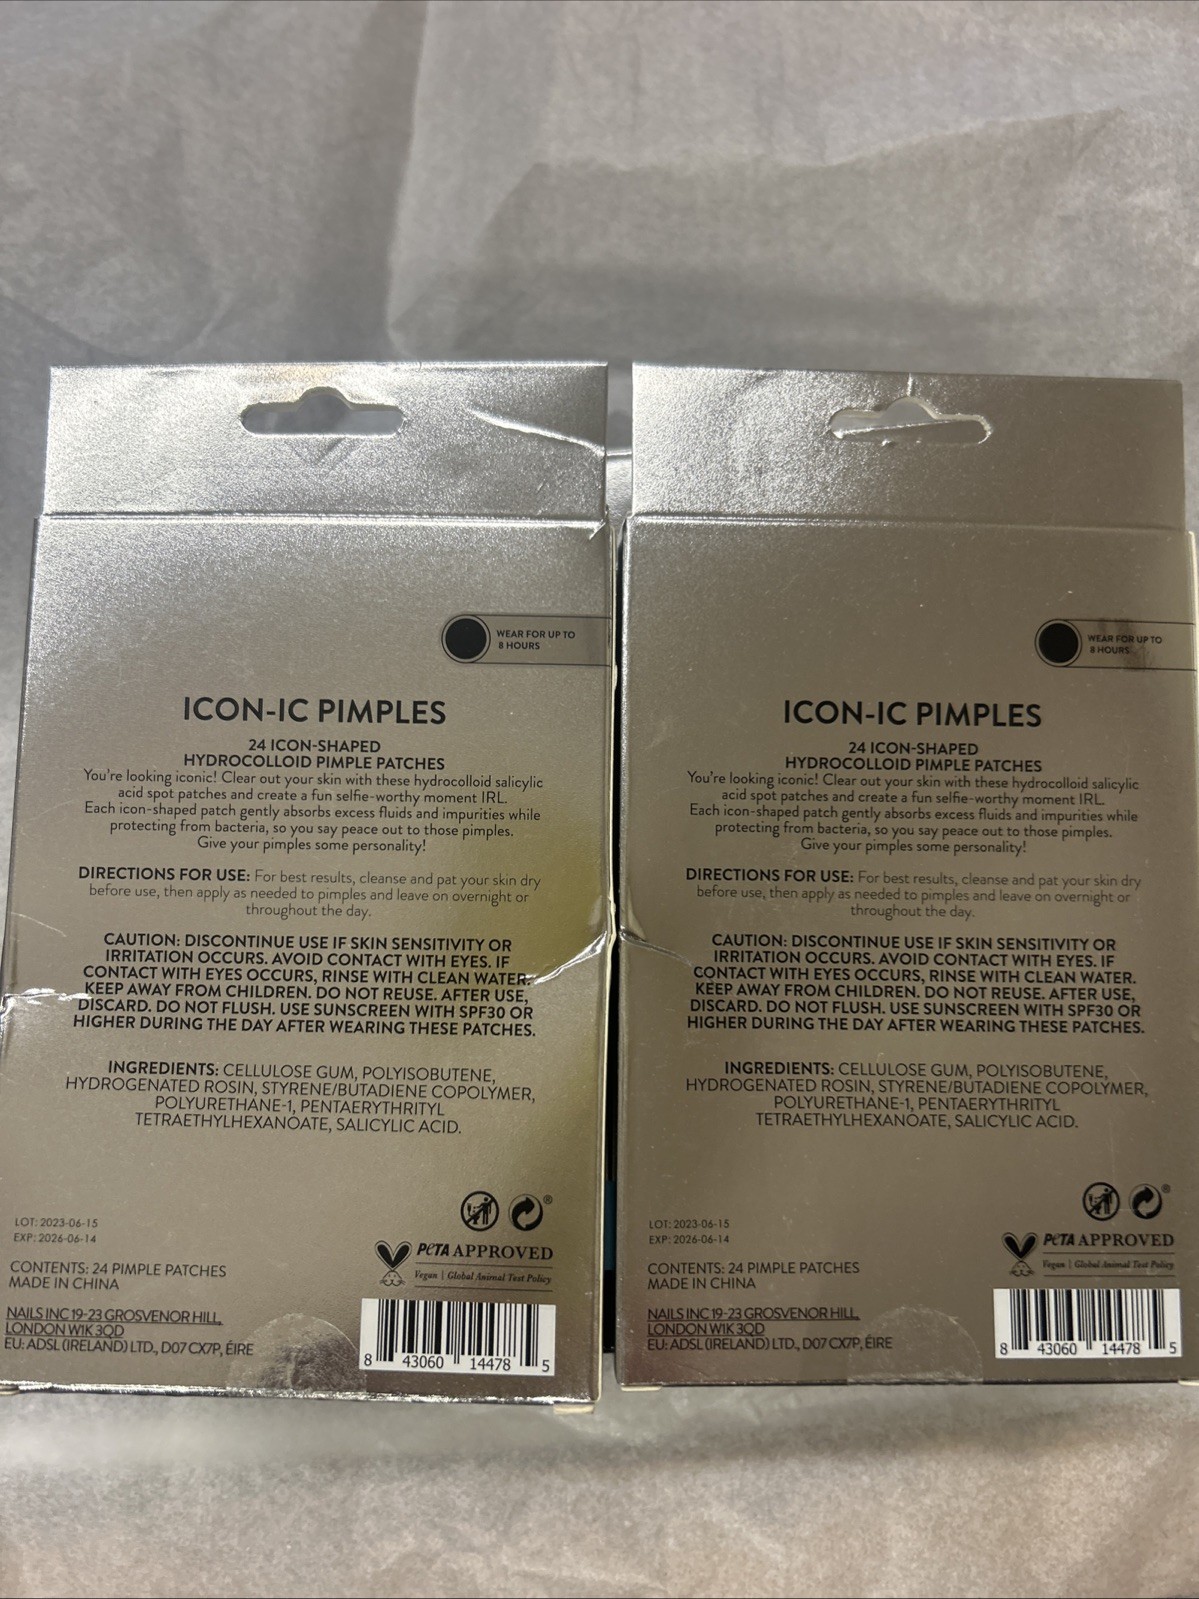 WEAR FOR UP TO
8 HOURS
ICON-IC PIMPLES
24 ICON-SHAPED
HYDROCOLLOID PIMPLE PATCHES
You're looking iconic! Clear out your skin with these hydrocolloid salicylic
acid spot patches and create a fun selfie-worthy moment IRL.
Each icon-shaped patch gently absorbs excess fluids and impurities while
protecting from bacteria, so you say peace out to those pimples.
Give your pimples some personality!
DIRECTIONS FOR USE: For best results, cleanse and pat your skin dry
before use, then apply as needed to pimples and leave on overnight or
throughout the day.
CAUTION: DISCONTINUE USE IF SKIN SENSITIVITY OR
IRRITATION OCCURS. AVOID CONTACT WITH EYES. IF
CONTACT WITH EYES OCCURS, RINSE WITH CLEAN WATER.
KEEP AWAY FROM CHILDREN. DO NOT REUSE. AFTER USE,
DISCARD. DO NOT FLUSH. USE SUNSCREEN WITH SPF30 OR
HIGHER DURING THE DAY AFTER WEARING THESE PATCHES.
INGREDIENTS: CELLULOSE GUM, POLYISOBUTENE,
HYDROGENATED ROSIN, STYRENE/BUTADIENE COPOLYMER,
POLYURETHANE-1, PENTAERYTHRITYL
TETRAETHYLHEXANOATE, SALICYLIC ACID.
LOT: 2023-06-15
EXP: 2026-06-14
®
PETA APPROVED
Vegan | Global Animal Test Policy
CONTENTS: 24 PIMPLE PATCHES
MADE IN CHINA
NAILS INC 19-23 GROSVENOR HILL,
LONDON W1K 3QD
EU: ADSL (IRELAND) LTD., D07 CX7P, ÉIRE
8 43060 14478 5
WEAR FOR UP TO
8 HOURS
ICON-IC PIMPLES
24 ICON-SHAPED
HYDROCOLLOID PIMPLE PATCHES
You're looking iconic! Clear out your skin with these hydrocolloid salicylic
acid spot patches and create a fun selfie-worthy moment IRL.
Each icon-shaped patch gently absorbs excess fluids and impurities while
protecting from bacteria, so you say peace out to those pimples.
Give your pimples some personality!
DIRECTIONS FOR USE: For best results, cleanse and pat your skin dry
before use, then apply as needed to pimples and leave on overnight or
throughout the day.
CAUTION: DISCONTINUE USE IF SKIN SENSITIVITY OR
IRRITATION OCCURS. AVOID CONTACT WITH EYES. IF
CONTACT WITH EYES OCCURS, RINSE WITH CLEAN WATER.
KEEP AWAY FROM CHILDREN. DO NOT REUSE. AFTER USE,
DISCARD. DO NOT FLUSH. USE SUNSCREEN WITH SPF30 OR
HIGHER DURING THE DAY AFTER WEARING THESE PATCHES.
INGREDIENTS: CELLULOSE GUM, POLYISOBUTENE,
HYDROGENATED ROSIN, STYRENE/BUTADIENE COPOLYMER,
POLYURETHANE-1, PENTAERYTHRITYL
TETRAETHYLHEXANOATE, SALICYLIC ACID.
LOT: 2023-06-15
EXP: 2026-06-14
®
PETA APPROVED
Vegan | Global Animal Test Policy
CONTENTS: 24 PIMPLE PATCHES
MADE IN CHINA
NAILS INC 19-23 GROSVENOR HILL,
LONDON W1K 3QD
EU: ADSL (IRELAND) LTD., D07 CX7P, ÉIRE
8 43060 14478 5